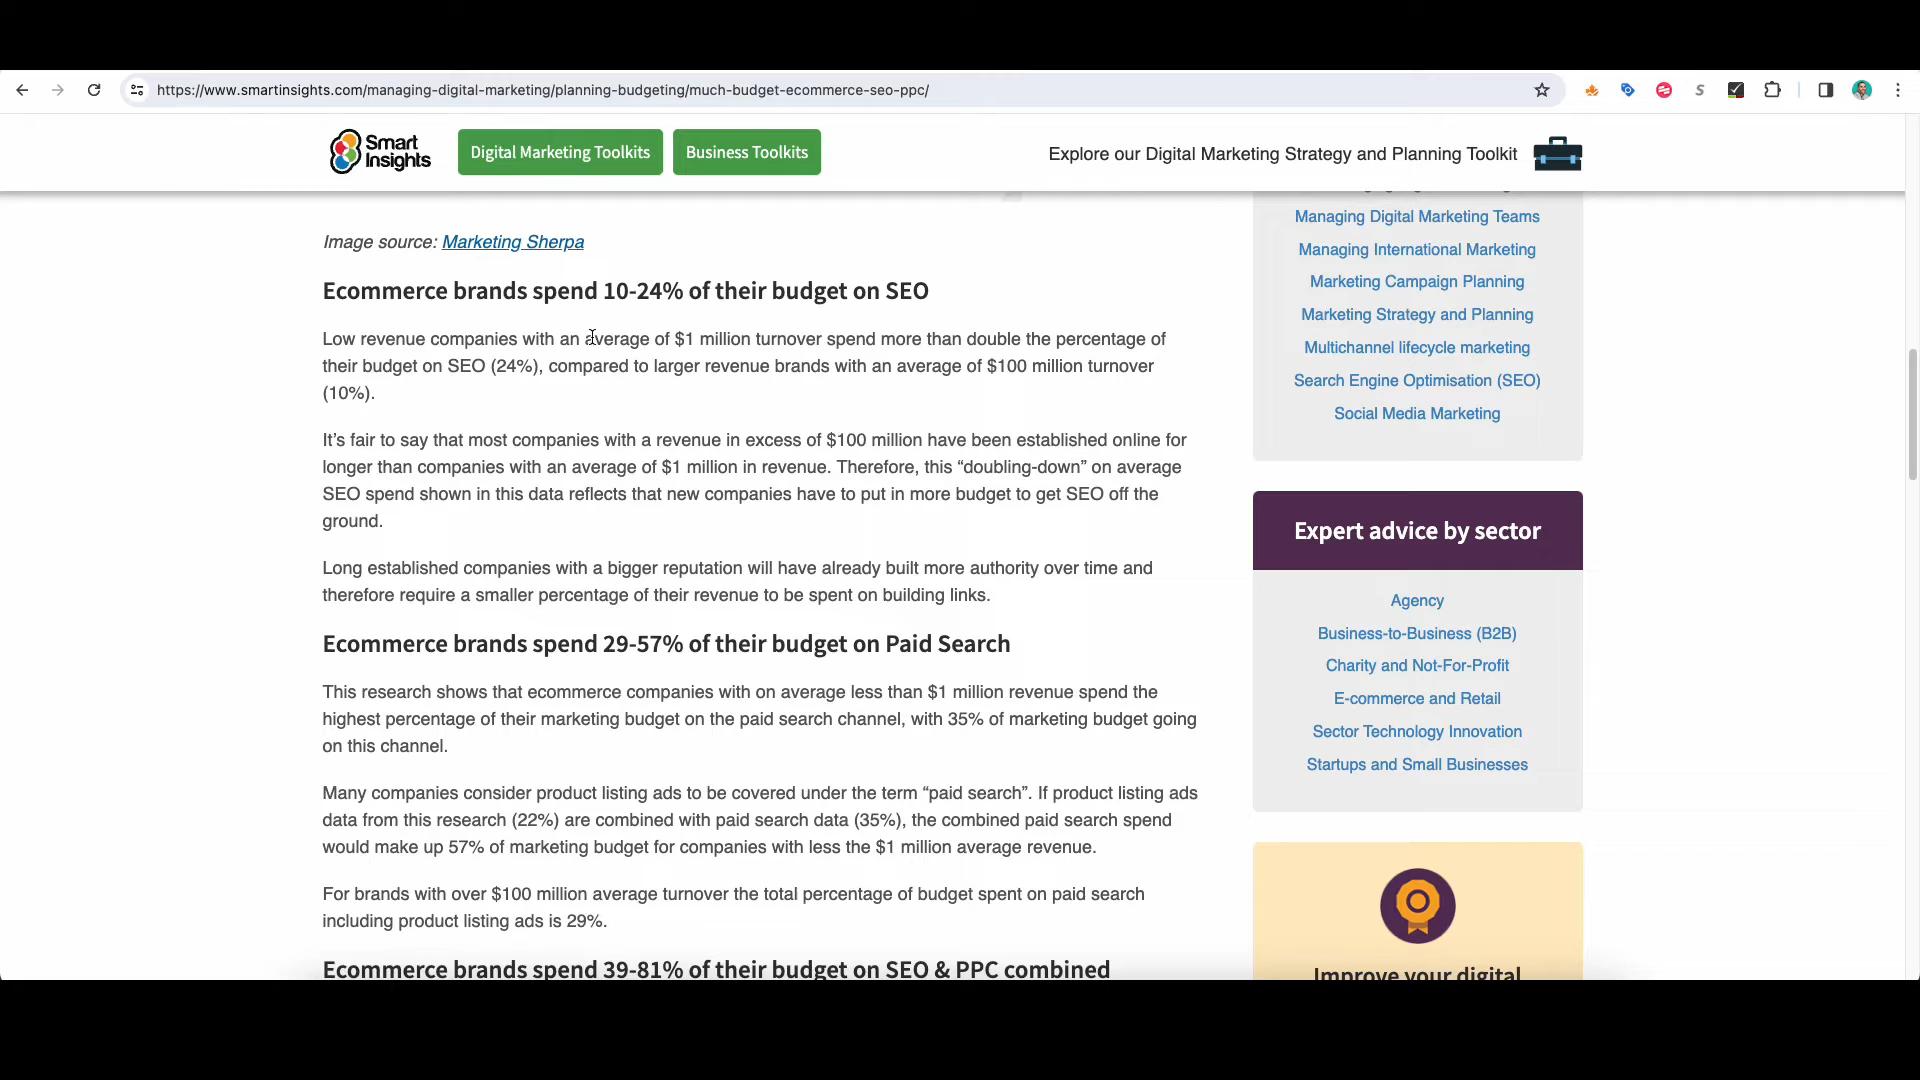 https://www.smartinsights.com/managing-digital-marketing/planning-budgeting/much-budget-ecommerce-seo-ppc/
Smart
Insights
Digital Marketing Toolkits
Business Toolkits
Explore our Digital Marketing Strategy and Planning Toolkit
Image source: Marketing Sherpa
Ecommerce brands spend 10-24% of their budget on SEO
Low revenue companies with an average of $1 million turnover spend more than double the percentage of
their budget on SEO (24%), compared to larger revenue brands with an average of $100 million turnover
(10%).
It’s fair to say that most companies with a revenue in excess of $100 million have been established online for
longer than companies with an average of $1 million in revenue. Therefore, this “doubling-down” on average
SEO spend shown in this data reflects that new companies have to put in more budget to get SEO off the
ground.
Long established companies with a bigger reputation will have already built more authority over time and
therefore require a smaller percentage of their revenue to be spent on building links.
Ecommerce brands spend 29-57% of their budget on Paid Search
This research shows that ecommerce companies with on average less than $1 million revenue spend the
highest percentage of their marketing budget on the paid search channel, with 35% of marketing budget going
on this channel.
Many companies consider product listing ads to be covered under the term “paid search”. If product listing ads
data from this research (22%) are combined with paid search data (35%), the combined paid search spend
would make up 57% of marketing budget for companies with less the $1 million average revenue.
For brands with over $100 million average turnover the total percentage of budget spent on paid search
including product listing ads is 29%.
Ecommerce brands spend 39-81% of their budget on SEO & PPC combined
Managing Digital Marketing Teams
Managing International Marketing
Marketing Campaign Planning
Marketing Strategy and Planning
Multichannel lifecycle marketing
Search Engine Optimisation (SEO)
Social Media Marketing
Expert advice by sector
Agency
Business-to-Business (B2B)
Charity and Not-For-Profit
E-commerce and Retail
Sector Technology Innovation
Startups and Small Businesses
Improve your digital